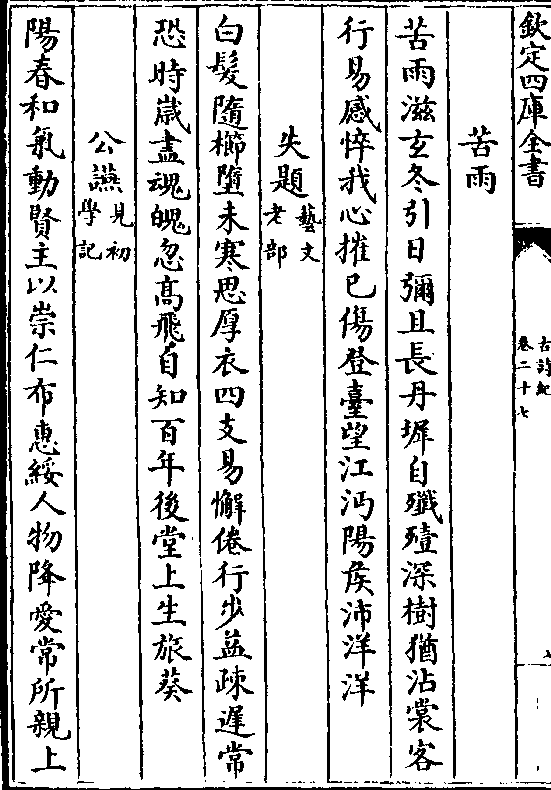 欽定四庫全書
古詩紀
卷二十七
苦雨
苦雨滋玄冬引日彌且長丹墀自殲殪深樹猶沾裳客
行易感悴我心摧已傷登臺望江沔陽侯沛洋洋
失題藝文
老部
白髮隨櫛墮未寒思厚衣四支易懈倦行步益疎遲常
恐時歲盡魂魄忽高飛自知百年後堂上生旅葵
公讌見初
學記
陽春和氣動賢主以崇仁布惠綏人物降愛常所親上